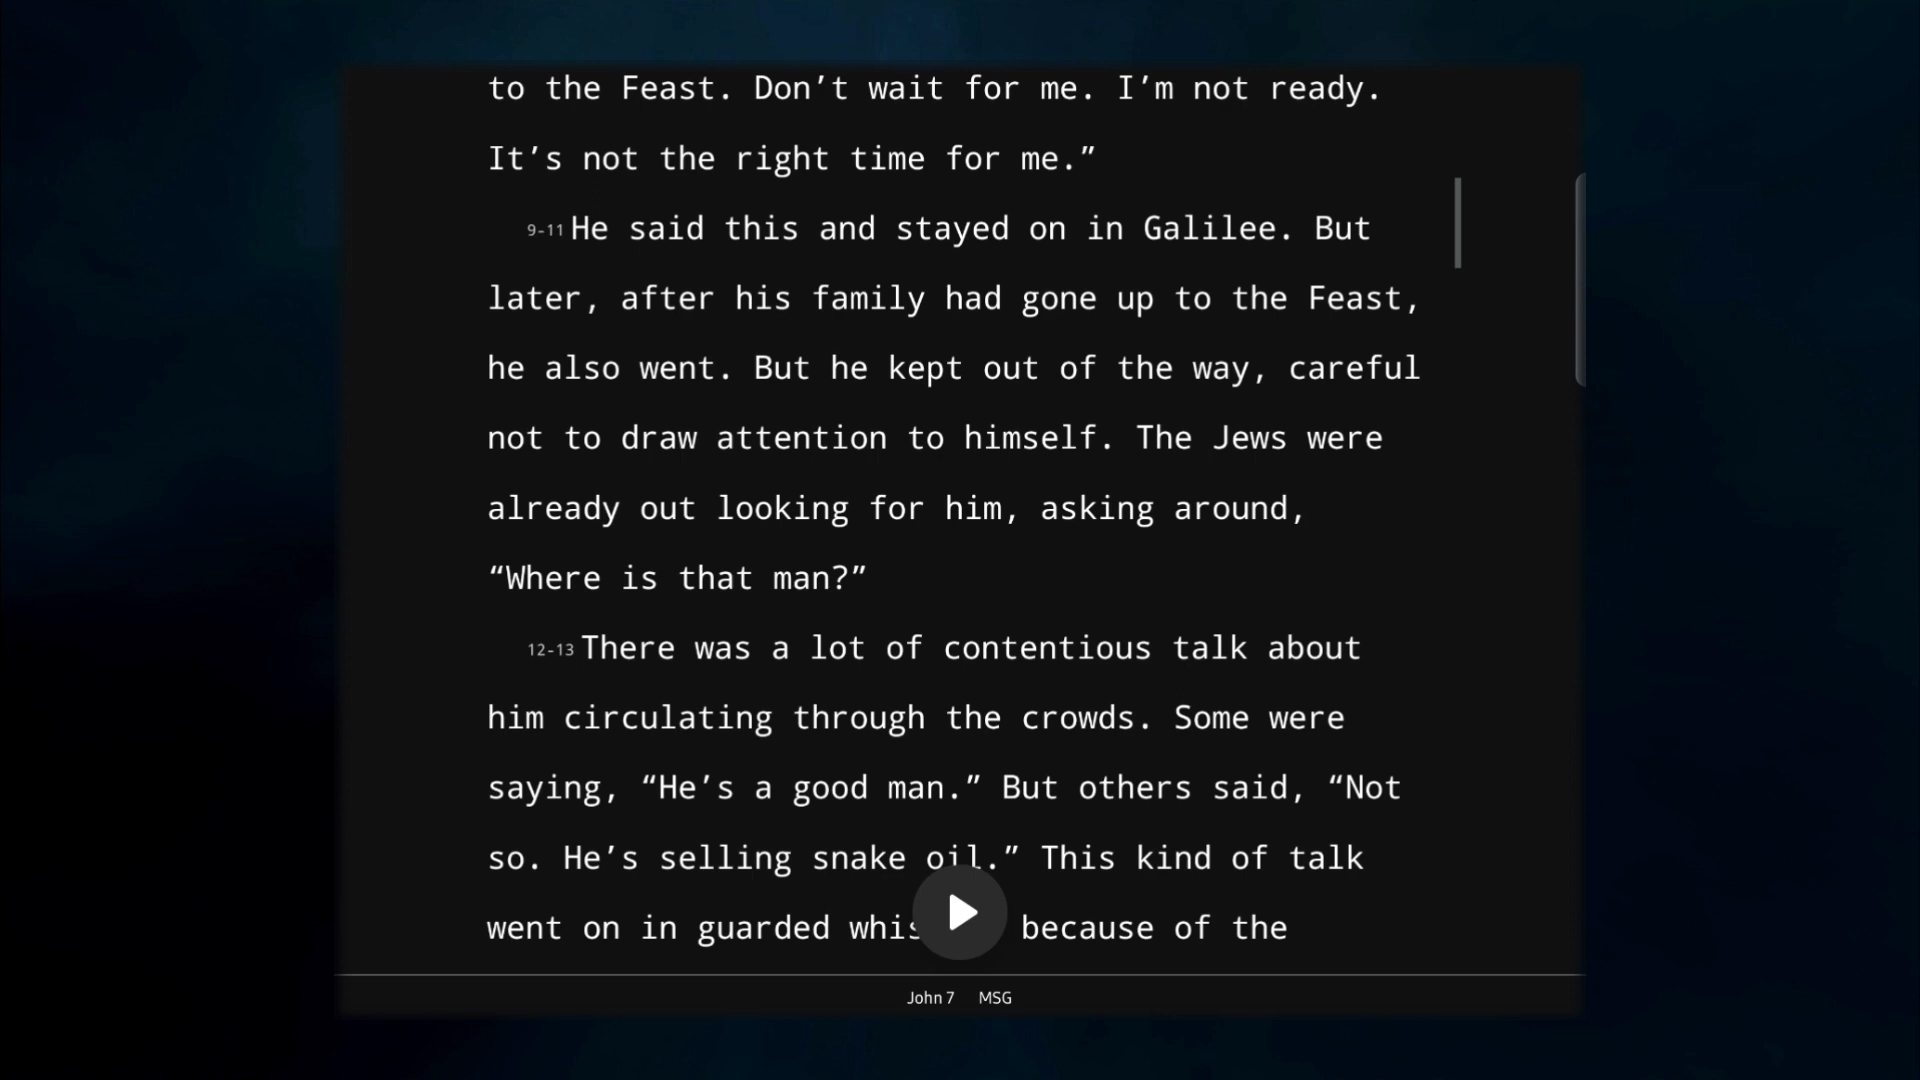 to the Feast. Don’t wait for me. I’m not ready.
It’s not the right time for me.”
9-11 He said this and stayed on in Galilee. But
later, after his family had gone up to the Feast,
he also went. But he kept out of the way, careful
not to draw attention to himself. The Jews were
already out looking for him, asking around,
“Where is that man?”
12-13 There was a lot of contentious talk about
him circulating through the crowds. Some were
saying, “He’s a good man.” But others said, “Not
so. He’s selling snake oil.” This kind of talk
went on in guarded because of the
John 7 MSG